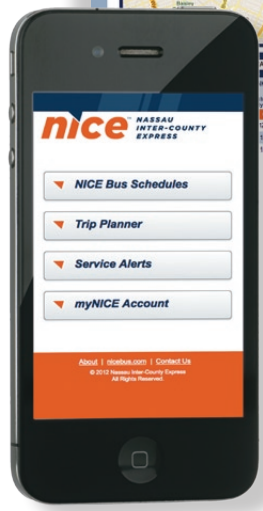 nice NASSAU
INTER-COUNTY
EXPRESS
NICE Bus Schedules
Trip Planner
Service Alerts
myNICE Account
About | nicebus.com | Contact Us
© 2012 Nassau Inter-County Express
All Rights Reserved.